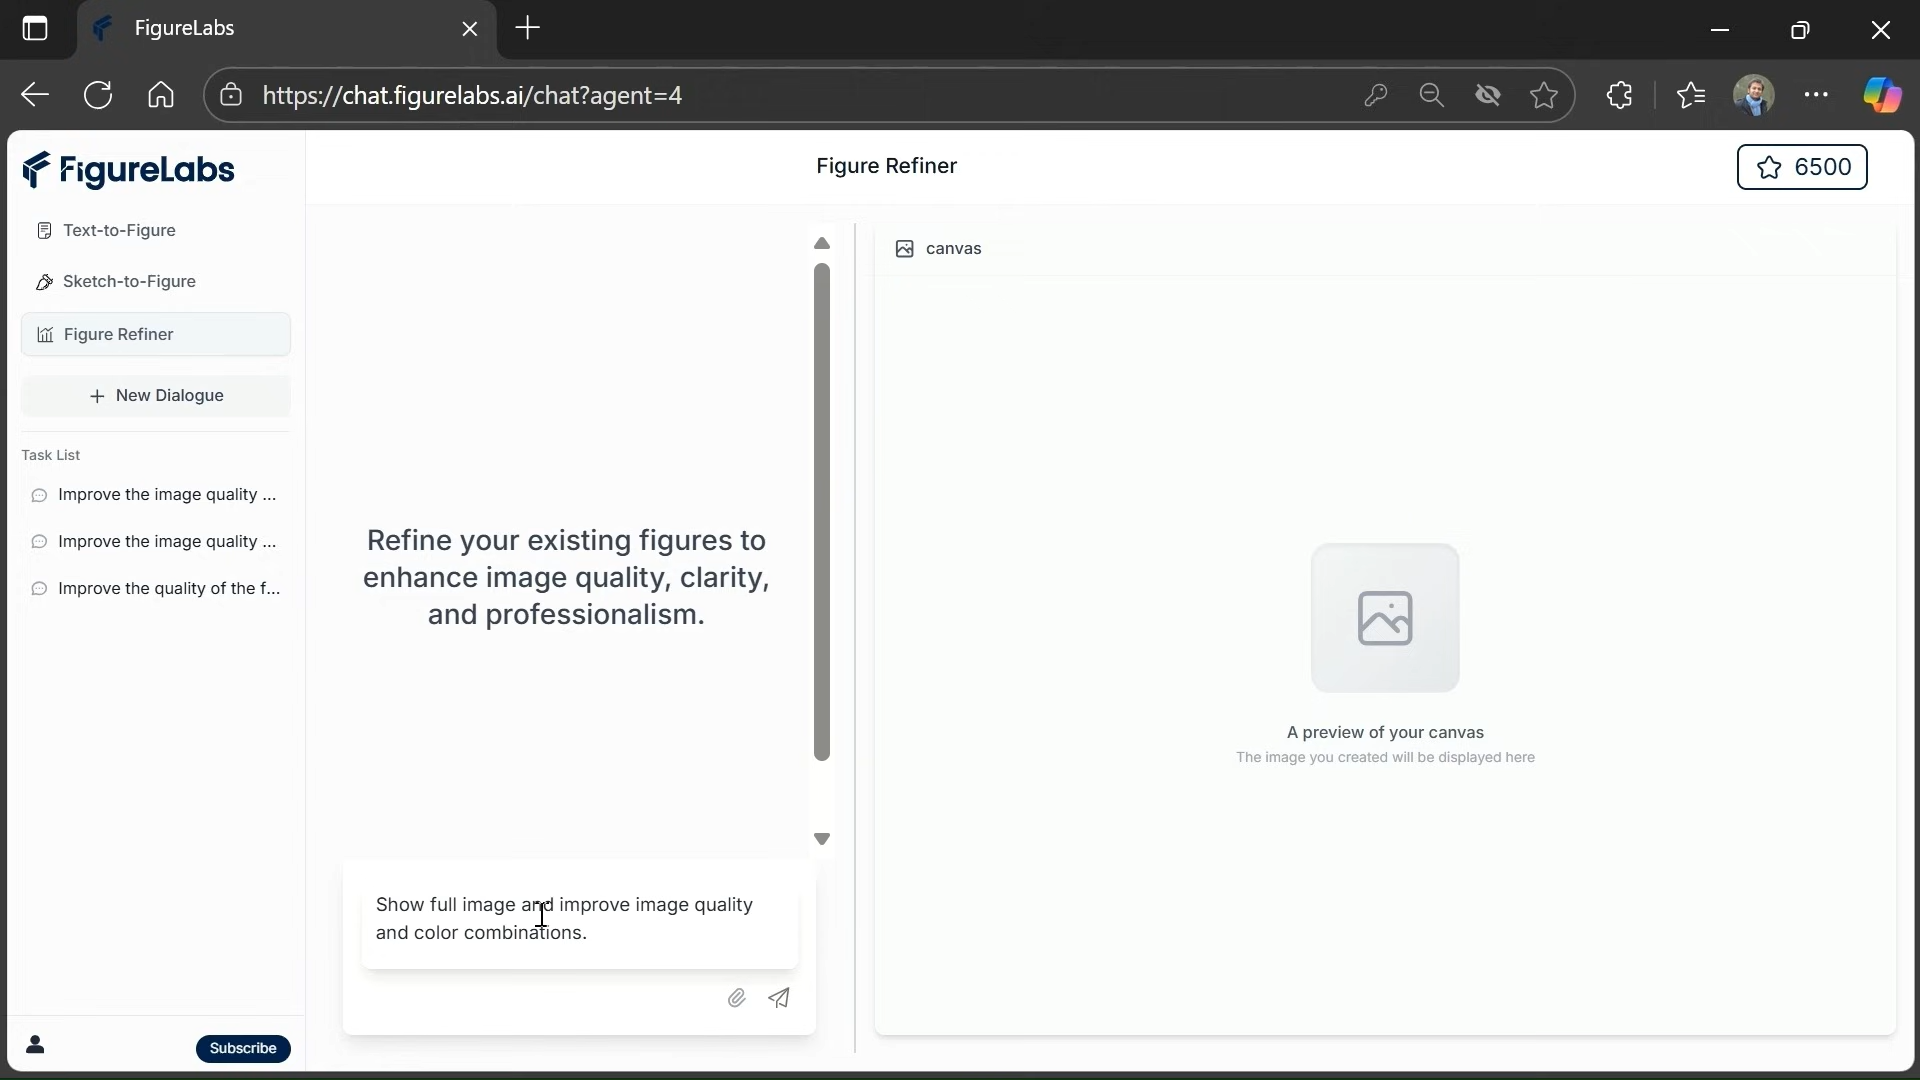 FigureLabs
https://chat.figurelabs.ai/chat?agent=4
FigureLabs
Figure Refiner
6500
Text-to-Figure
Sketch-to-Figure
Figure Refiner
+ New Dialogue
Task List
Improve the image quality ...
Improve the image quality ...
Improve the quality of the f...
Subscribe
Refine your existing figures to
enhance image quality, clarity,
and professionalism.
Show full image and improve image quality
and color combinations.
canvas
A preview of your canvas
The image you created will be displayed here